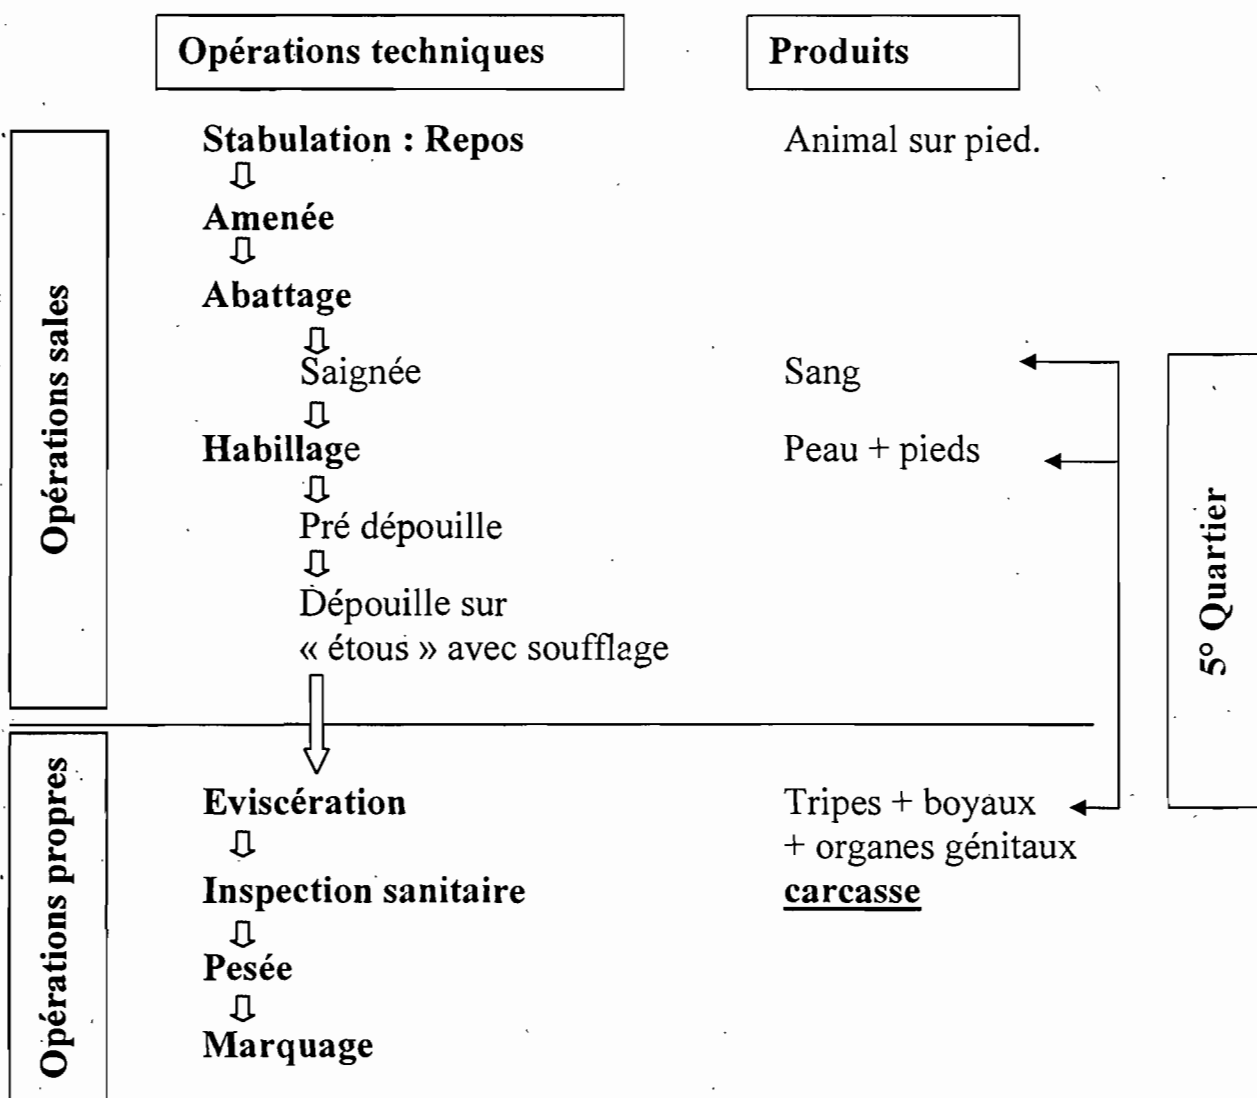 Opérations techniques
Produits
Opérations sales
Stabulation : Repos
Animal sur pied.
Amenée
Abattage
Saignée
Sang
Habillage
Peau + pieds
Pré dépouille
Dépouille sur
« étous » avec soufflage
5° Quartier
Opérations propres
Eviscération
Tripes + boyaux
+ organes génitaux
Inspection sanitaire
carcasse
Pesée
Marquage